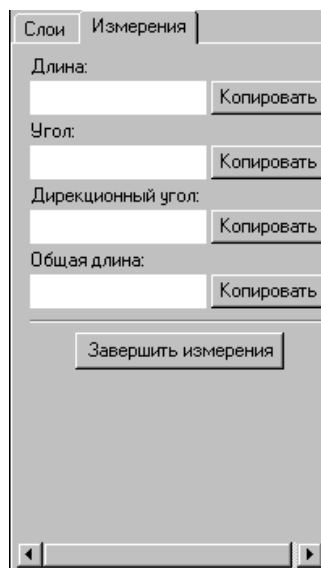 Слои Измерения
Длина:
Копировать
Угол:
Копировать
Дирекционный угол:
Копировать
Общая длина:
Копировать
Завершить измерения